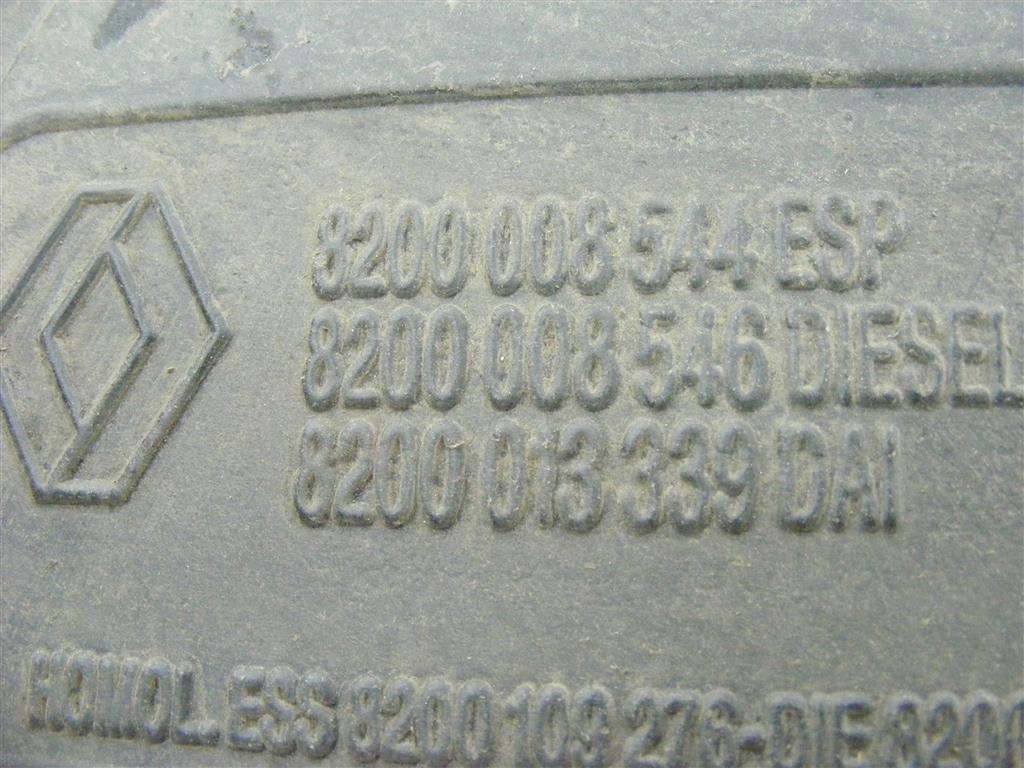 8200 008 544 ESP
8200 008 546 DIESEL
8200 013 339 DAI
HOMOL.ESS 8200 109 276-DIE 8200